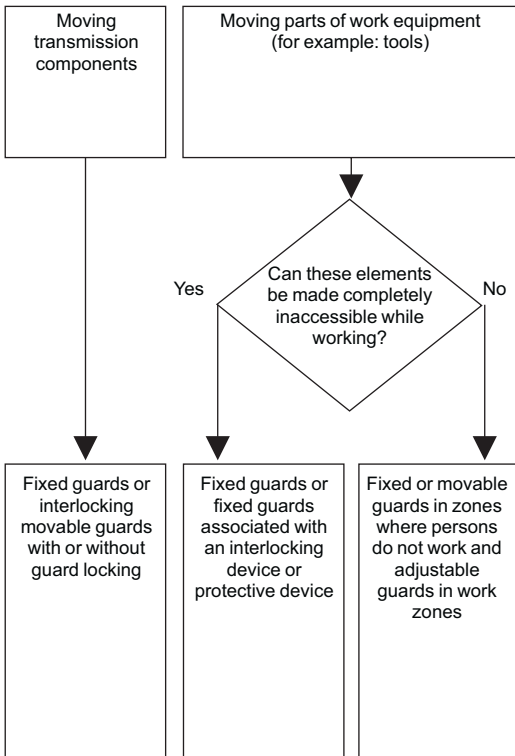 Moving
transmission
components
Moving parts of work equipment
(for example: tools)
Can these elements
be made completely
inaccessible while
working?
Yes
No
Fixed guards or
interlocking
movable guards
with or without
guard locking
Fixed guards or
fixed guards
associated with
an interlocking
device or
protective device
Fixed or movable
guards in zones
where persons
do not work and
adjustable
guards in work
zones